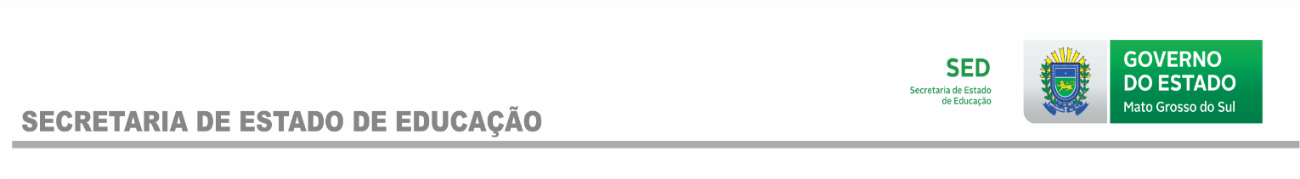 SED
Secretaria de Estado
de Educação
GOVERNO
DO ESTADO
Mato Grosso do Sul
SECRETARIA DE ESTADO DE EDUCAÇÃO